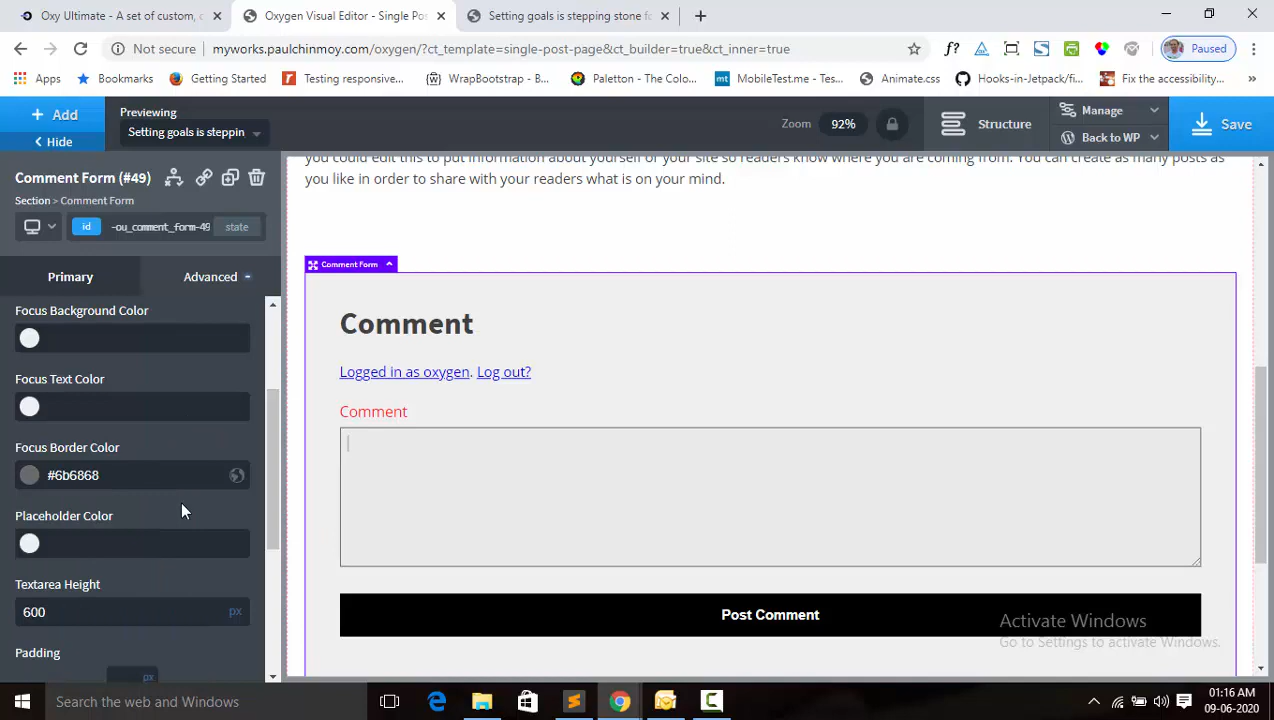 Oxy Ultimate - A set of custom, c
Oxygen Visual Editor - Single Po
Setting goals is stepping stone fo
Not secure
myworks.paulchinmoy.com/oxygen/?ct_template=single-post-page&ct_builder=true&ct_inner=true
f?
Paused
Apps
Bookmarks
Getting Started
Testing responsive...
WrapBootstrap - B...
Paletton - The Colo...
MobileTest.me - Tes...
Animate.css
Hooks-in-Jetpack/fi...
Fix the accessibility...
»
+ Add
Hide
Previewing
Setting goals is steppin
Zoom
92%
Structure
Manage
Back to WP
Save
Comment Form (#49)
Section > Comment Form
id
-ou_comment_form-49
state
Primary
Advanced
Focus Background Color
Focus Text Color
Focus Border Color
#6b6868
Placeholder Color
Textarea Height
600
px
Padding
px
you could edit this to put information about yourself or your site so readers know where you are coming from. You can create as many posts as
you like in order to share with your readers what is on your mind.
Comment Form
Comment
Logged in as oxygen. Log out?
Comment
Post Comment
Activate Windows
Go to Settings to activate Windows.
Search the web and Windows
01:16 AM
09-06-2020